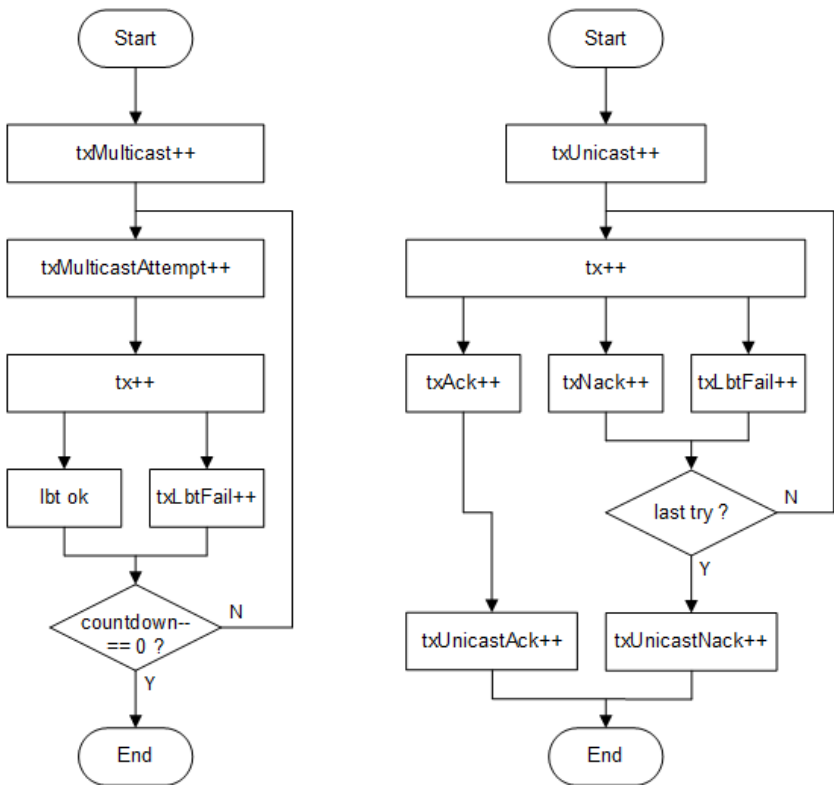 Start
txMulticast++
txMulticastAttempt++
tx++
lbt ok
txLbtFail++
countdown--
== 0 ?
N
Y
End
Start
txUnicast++
tx++
txAck++
txNack++
txLbtFail++
last try ?
N
Y
txUnicastAck++
txUnicastNack++
End